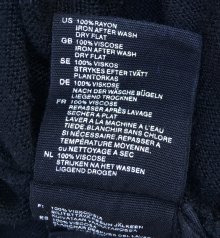 US 100% RAYON
IRON AFTER WASH
DRY FLAT
GB 100% VISCOSE
IRON AFTER WASH
DRY FLAT
SE 100% VISKOS
STRYKES EFTER TVÄTT
PLANTORKAS
DE 100% VISKOSE
NACH DER WÄSCHE BÜGELN
LIEGEND TROCKNEN
FR 100% VISCOSE
REPASSER APRÈS LAVAGE
SECHER A PLAT
LAVER A LA MACHINE A L'EAU
TIEDE, BLANCHIR SANS CHLORE
SI NÉCESSAIRE, REPASSER
A TEMPERATURE MOYENNE,
OU NETTOYAGE A SEC
NL 100% VISCOSE
STRIJKEN NA HET WASSEN
LIGGEND DROGEN
FI